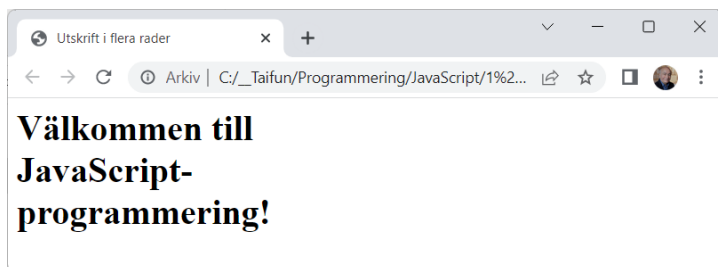 Utskrift i flera rader
Arkiv | C:/__Taifun/Programmering/JavaScript/1%2...
Välkommen till
JavaScript-
programmering!